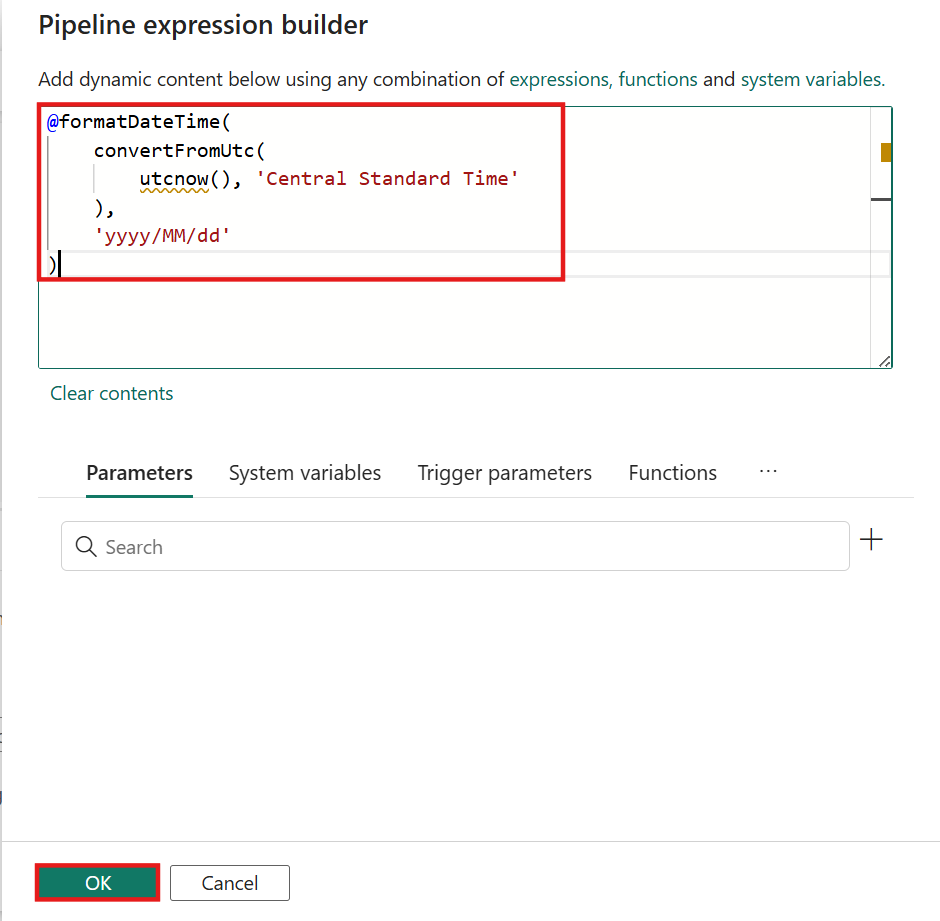 Pipeline expression builder
Add dynamic content below using any combination of expressions, functions and system variables.
@formatDateTime(
convertFromUtc(
utcnow(), 'Central Standard Time'
),
'yyyy/MM/dd'
)
Clear contents
Parameters System variables Trigger parameters Functions ...
Search
OK Cancel